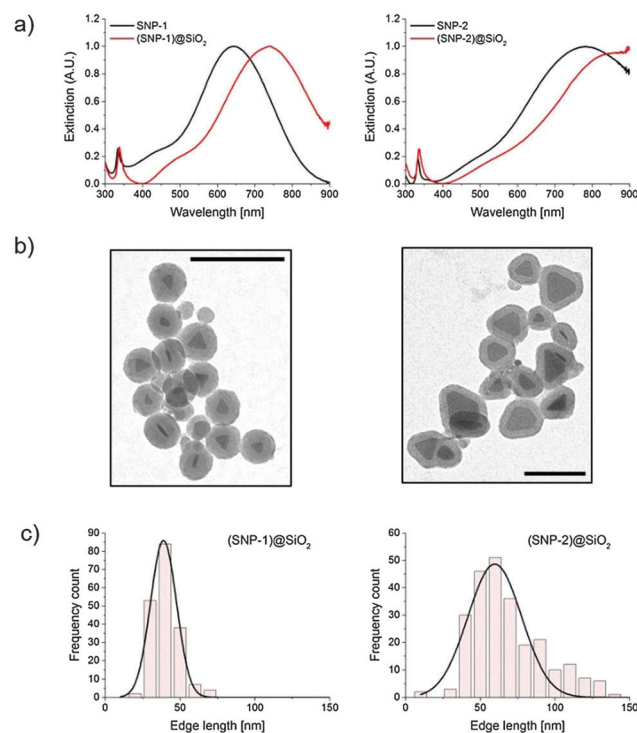 a)
SNP-1
(SNP-1)@SiO₂
Extinction (A.U.)
1.2
1.0
0.8
0.6
0.4
0.2
0.0
300 400 500 600 700 800 900
Wavelength [nm]
SNP-2
(SNP-2)@SiO₂
Extinction (A.U.)
1.2
1.0
0.8
0.6
0.4
0.2
0.0
300 400 500 600 700 800 900
Wavelength [nm]
b)
c)
(SNP-1)@SiO₂
Frequency count
90
80
70
60
50
40
30
20
10
0
0 50 100 150
Edge length [nm]
(SNP-2)@SiO₂
Frequency count
60
50
40
30
20
10
0
0 50 100 150
Edge length [nm]